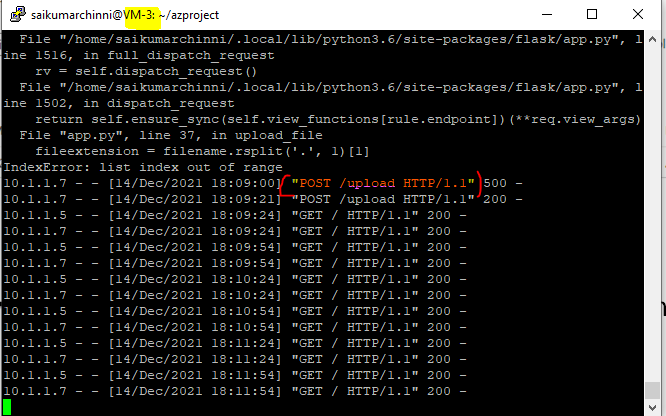 saikumarchinni@VM-3: ~/azproject
File "/home/saikumarchinni/.local/lib/python3.6/site-packages/flask/app.py", l
ine 1516, in full_dispatch_request
rv = self.dispatch_request()
File "/home/saikumarchinni/.local/lib/python3.6/site-packages/flask/app.py", l
ine 1502, in dispatch_request
return self.ensure_sync(self.view_functions[rule.endpoint])(**req.view_args)
File "app.py", line 37, in upload_file
fileextension = filename.rsplit('.', 1)[1]
IndexError: list index out of range
10.1.1.7 - - [14/Dec/2021 18:09:00] "POST /upload HTTP/1.1" 500 -
10.1.1.7 - - [14/Dec/2021 18:09:21] "POST /upload HTTP/1.1" 200 -
10.1.1.5 - - [14/Dec/2021 18:09:24] "GET / HTTP/1.1" 200 -
10.1.1.7 - - [14/Dec/2021 18:09:24] "GET / HTTP/1.1" 200 -
10.1.1.5 - - [14/Dec/2021 18:09:54] "GET / HTTP/1.1" 200 -
10.1.1.7 - - [14/Dec/2021 18:09:54] "GET / HTTP/1.1" 200 -
10.1.1.5 - - [14/Dec/2021 18:10:24] "GET / HTTP/1.1" 200 -
10.1.1.7 - - [14/Dec/2021 18:10:24] "GET / HTTP/1.1" 200 -
10.1.1.5 - - [14/Dec/2021 18:10:54] "GET / HTTP/1.1" 200 -
10.1.1.7 - - [14/Dec/2021 18:10:54] "GET / HTTP/1.1" 200 -
10.1.1.5 - - [14/Dec/2021 18:11:24] "GET / HTTP/1.1" 200 -
10.1.1.7 - - [14/Dec/2021 18:11:24] "GET / HTTP/1.1" 200 -
10.1.1.5 - - [14/Dec/2021 18:11:54] "GET / HTTP/1.1" 200 -
10.1.1.7 - - [14/Dec/2021 18:11:54] "GET / HTTP/1.1" 200 -